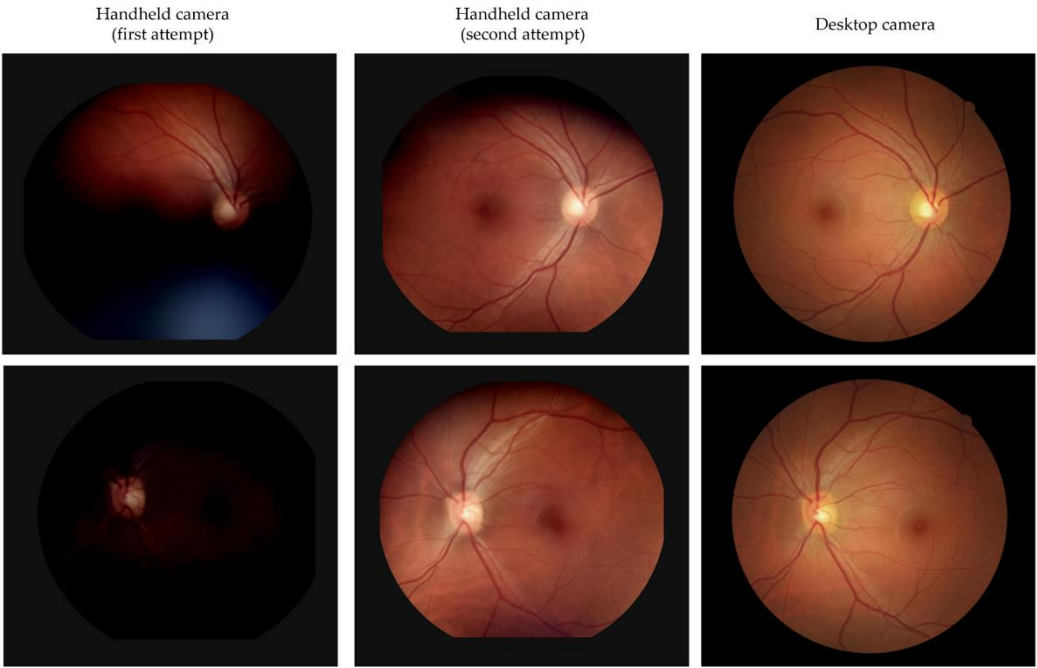 Handheld camera
(first attempt)
Handheld camera
(second attempt)
Desktop camera